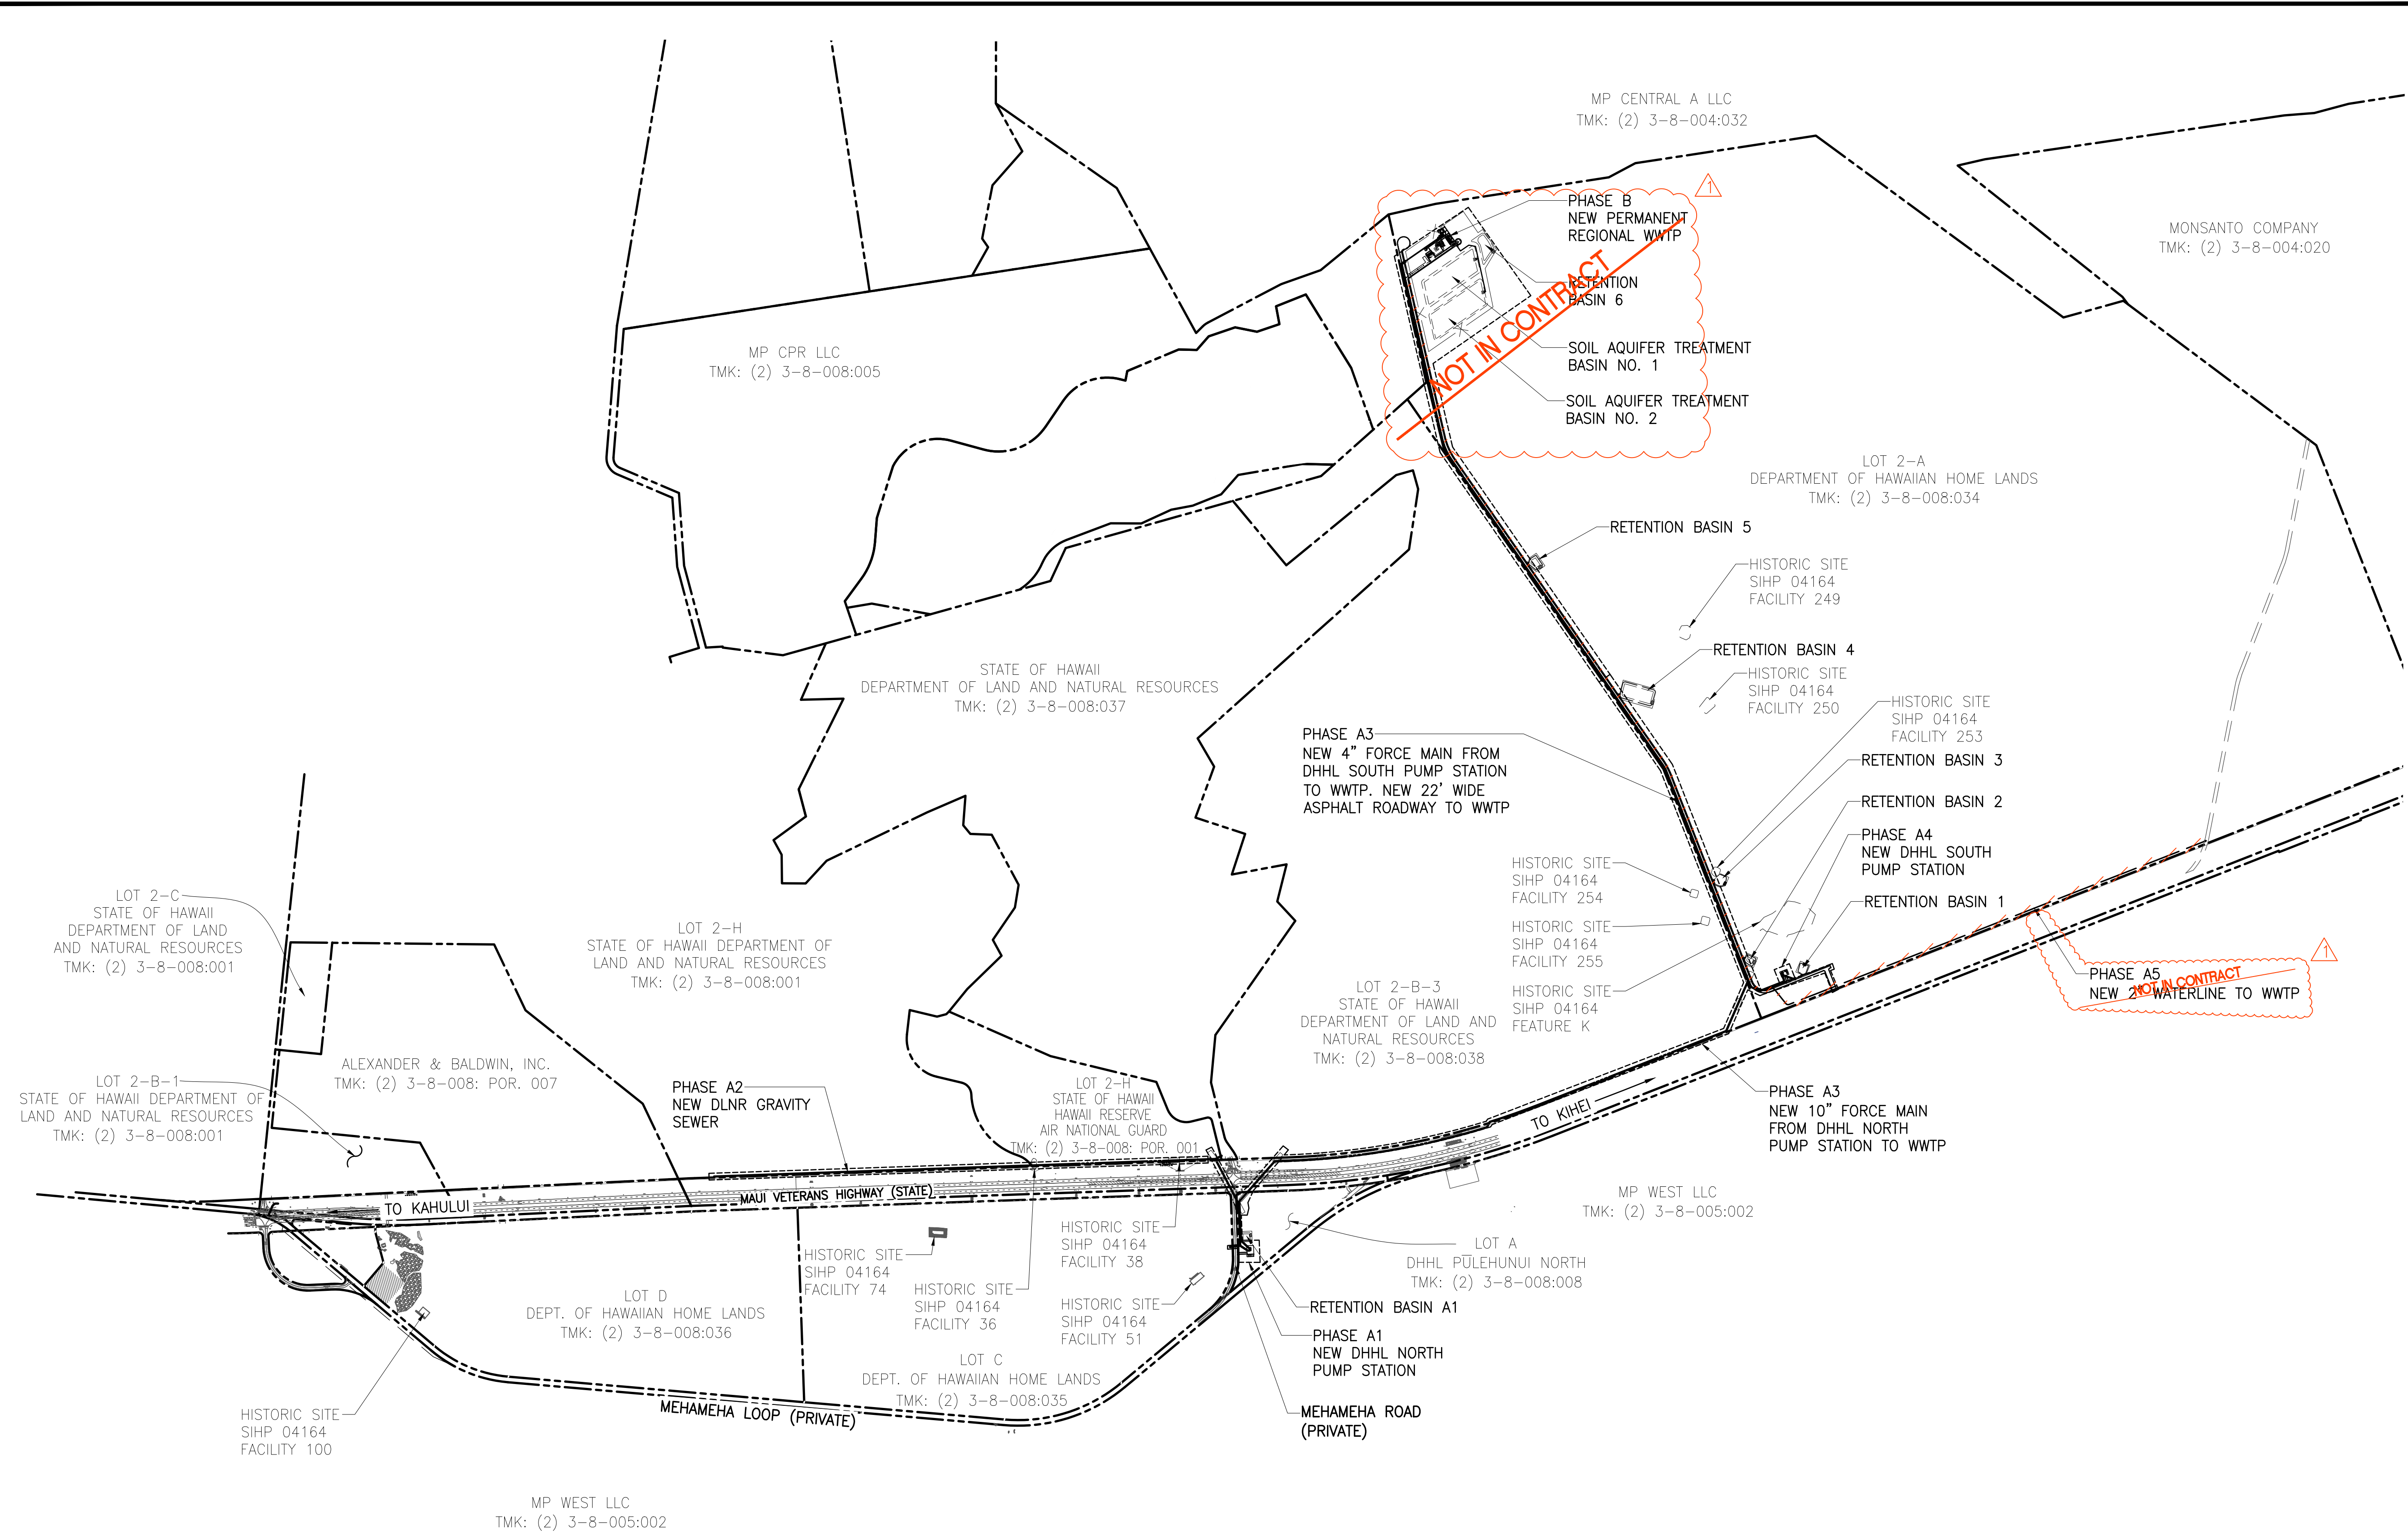 MP CENTRAL A LLC
TMK: (2) 3-8-004:032
1
PHASE B
NEW PERMANENT
REGIONAL WWTP
MONSANTO COMPANY
TMK: (2) 3-8-004:020
RETENTION
BASIN 6
NOT IN CONTRACT
SOIL AQUIFER TREATMENT
BASIN NO. 1
SOIL AQUIFER TREATMENT
BASIN NO. 2
MP CPR LLC
TMK: (2) 3-8-008:005
LOT 2-A
DEPARTMENT OF HAWAIIAN HOME LANDS
TMK: (2) 3-8-008:034
RETENTION BASIN 5
HISTORIC SITE
SIHP 04164
FACILITY 249
RETENTION BASIN 4
HISTORIC SITE
SIHP 04164
FACILITY 250
STATE OF HAWAII
DEPARTMENT OF LAND AND NATURAL RESOURCES
TMK: (2) 3-8-008:037
HISTORIC SITE
SIHP 04164
FACILITY 253
PHASE A3
NEW 4" FORCE MAIN FROM
DHHL SOUTH PUMP STATION
TO WWTP. NEW 22' WIDE
ASPHALT ROADWAY TO WWTP
RETENTION BASIN 3
RETENTION BASIN 2
PHASE A4
NEW DHHL SOUTH
PUMP STATION
RETENTION BASIN 1
HISTORIC SITE
SIHP 04164
FACILITY 254
HISTORIC SITE
SIHP 04164
FACILITY 255
HISTORIC SITE
SIHP 04164
FEATURE K
LOT 2-C
STATE OF HAWAII
DEPARTMENT OF LAND
AND NATURAL RESOURCES
TMK: (2) 3-8-008:001
LOT 2-H
STATE OF HAWAII DEPARTMENT OF
LAND AND NATURAL RESOURCES
TMK: (2) 3-8-008:001
LOT 2-B-3
STATE OF HAWAII
DEPARTMENT OF LAND AND
NATURAL RESOURCES
TMK: (2) 3-8-008:038
1
PHASE A5
NEW 2" WATERLINE TO WWTP
NOT IN CONTRACT
ALEXANDER & BALDWIN, INC.
TMK: (2) 3-8-008: POR. 007
LOT 2-B-1
STATE OF HAWAII DEPARTMENT OF
LAND AND NATURAL RESOURCES
TMK: (2) 3-8-008:001
PHASE A2
NEW DLNR GRAVITY
SEWER
LOT 2-H
STATE OF HAWAII
HAWAII RESERVE
AIR NATIONAL GUARD
TMK: (2) 3-8-008: POR. 001
TO KIHEI
PHASE A3
NEW 10" FORCE MAIN
FROM DHHL NORTH
PUMP STATION TO WWTP
TO KAHULUI
MAUI VETERANS HIGHWAY (STATE)
MP WEST LLC
TMK: (2) 3-8-005:002
HISTORIC SITE
SIHP 04164
FACILITY 74
HISTORIC SITE
SIHP 04164
FACILITY 36
HISTORIC SITE
SIHP 04164
FACILITY 38
HISTORIC SITE
SIHP 04164
FACILITY 51
LOT A
DHHL PŪLEHUNUI NORTH
TMK: (2) 3-8-008:008
RETENTION BASIN A1
PHASE A1
NEW DHHL NORTH
PUMP STATION
LOT D
DEPT. OF HAWAIIAN HOME LANDS
TMK: (2) 3-8-008:036
LOT C
DEPT. OF HAWAIIAN HOME LANDS
TMK: (2) 3-8-008:035
MEHAMEHA LOOP (PRIVATE)
MEHAMEHA ROAD
(PRIVATE)
HISTORIC SITE
SIHP 04164
FACILITY 100
MP WEST LLC
TMK: (2) 3-8-005:002